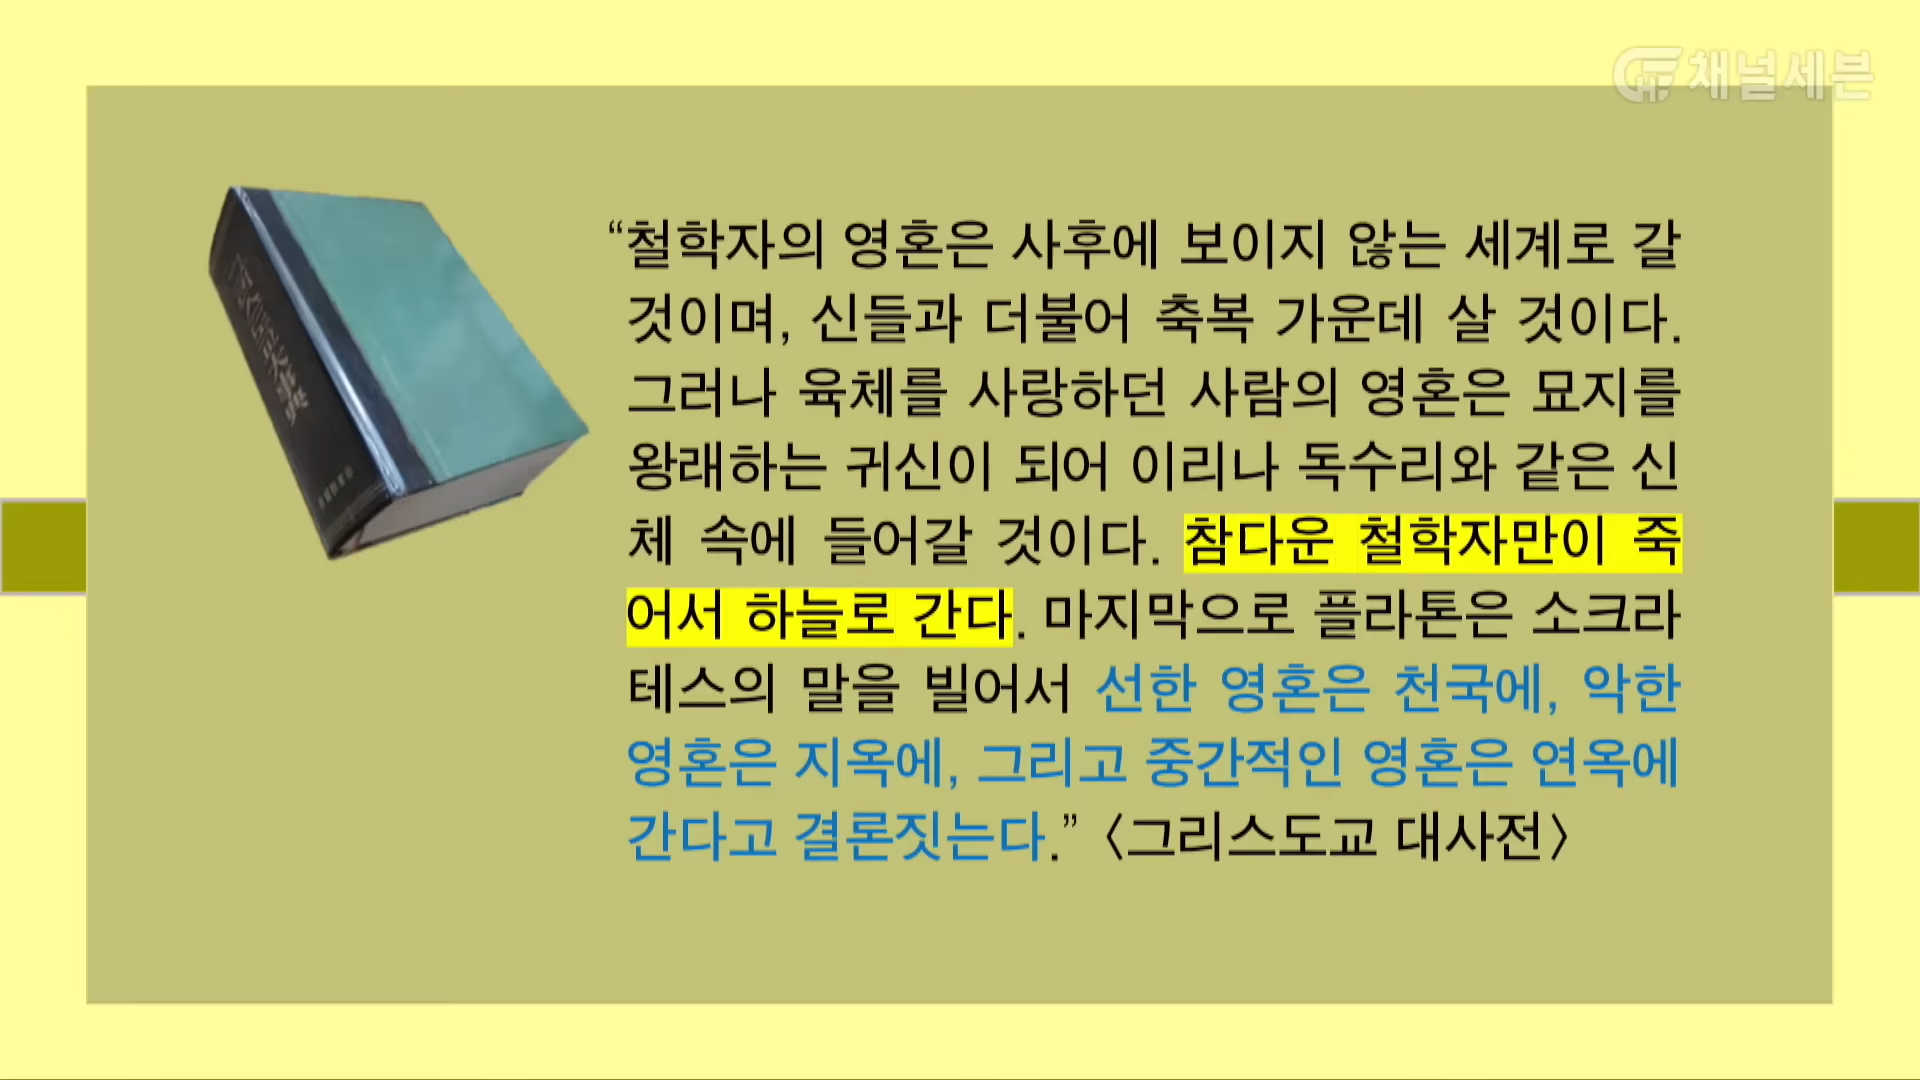 채널세븐
“철학자의 영혼은 사후에 보이지 않는 세계로 갈
것이며, 신들과 더불어 축복 가운데 살 것이다.
그러나 육체를 사랑하던 사람의 영혼은 묘지를
왕래하는 귀신이 되어 이리나 독수리와 같은 신
체 속에 들어갈 것이다. 참다운 철학자만이 죽
어서 하늘로 간다. 마지막으로 플라톤은 소크라
테스의 말을 빌어서 선한 영혼은 천국에, 악한
영혼은 지옥에, 그리고 중간적인 영혼은 연옥에
간다고 결론짓는다.” 〈그리스도교 대사전〉